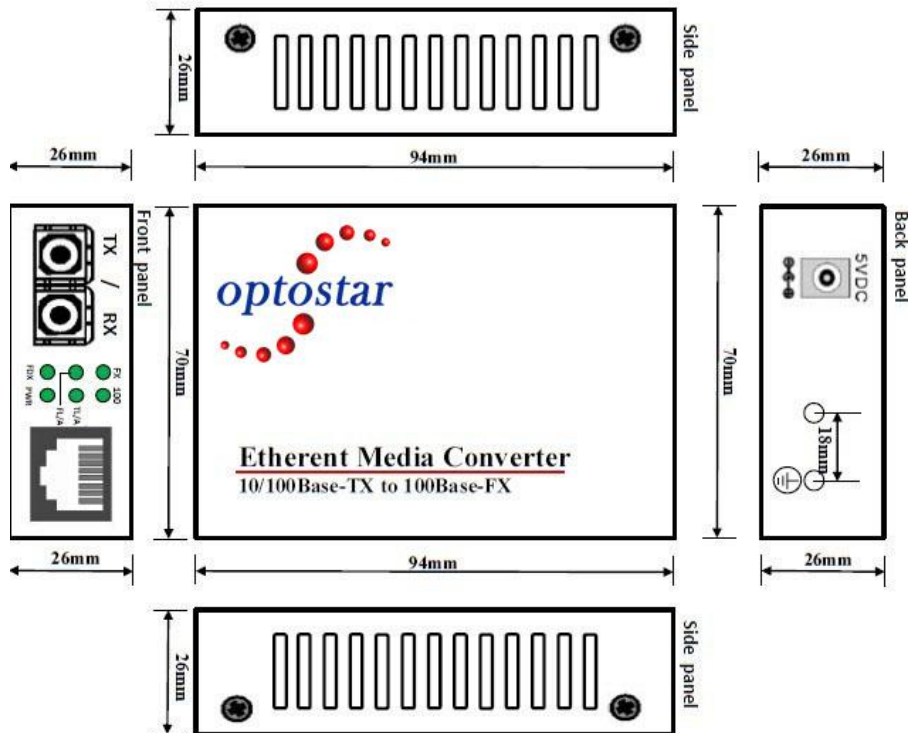 26mm
Side panel
26mm
94mm
26mm
Front panel
TX / RX
FDX
FX
PWR
100
FL/A
TL/A
70mm
optostar
Etherent Media Converter
10/100Base-TX to 100Base-FX
70mm
Back panel
5VDC
18mm
26mm
94mm
26mm
26mm
Side panel